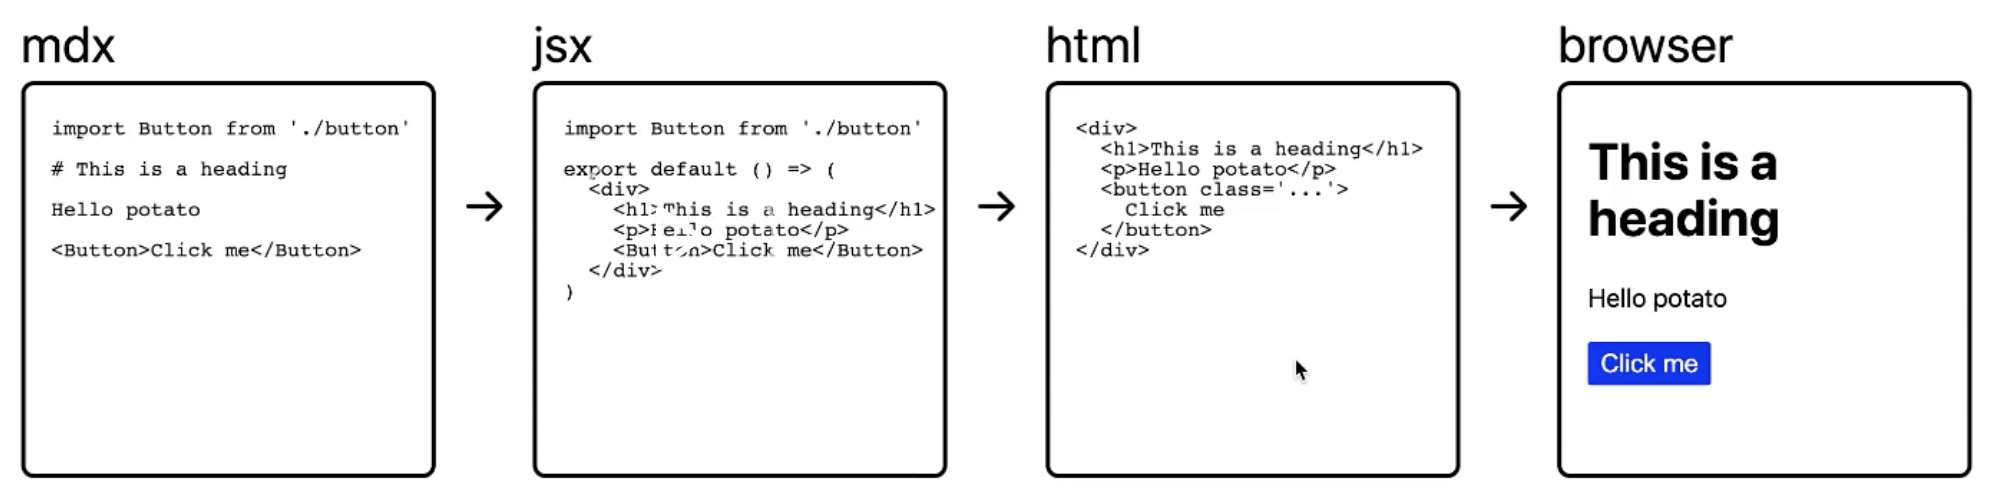 mdx
import Button from './button'
# This is a heading
Hello potato
<Button>Click me</Button>
jsx
import Button from './button'
export default () => (
<div>
<h1>This is a heading</h1>
<p>Hello potato</p>
<Button>Click me</Button>
</div>
)
html
<div>
<h1>This is a heading</h1>
<p>Hello potato</p>
<button class='...'>
Click me
</button>
</div>
browser
This is a
heading
Hello potato
Click me